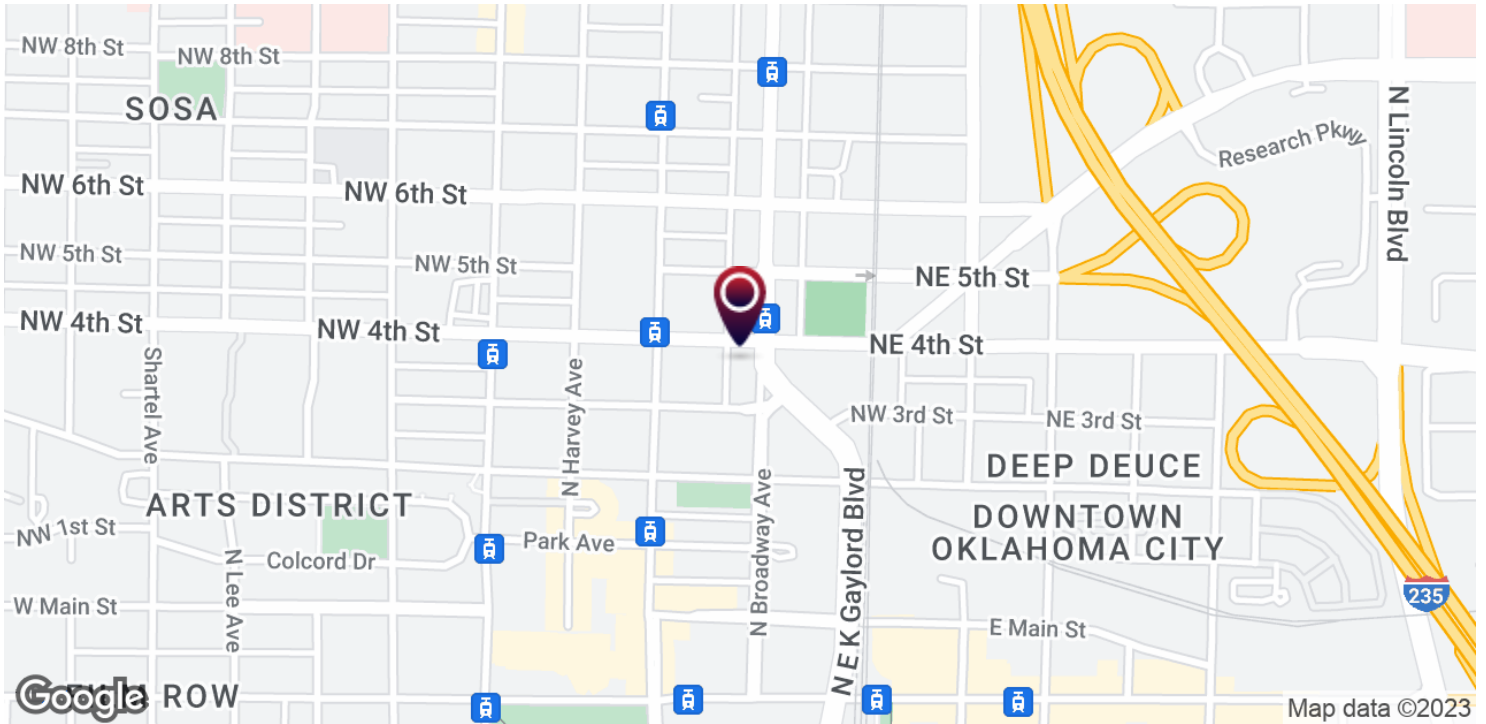 NW 8th St
NW 8th St
SOSA
N Lincoln Blvd
Research Pkwy
NW 6th St
NW 6th St
NW 5th St
NW 5th St
NE 5th St
NW 4th St
NW 4th St
NE 4th St
Shartel Ave
N Harvey Ave
NW 3rd St
NE 3rd St
DEEP DEUCE
ARTS DISTRICT
N Broadway Ave
N E K Gaylord Blvd
DOWNTOWN
OKLAHOMA CITY
NW 1st St
Park Ave
Colcord Dr
N Lee Ave
W Main St
235
E Main St
ROW
Google
Map data ©2023